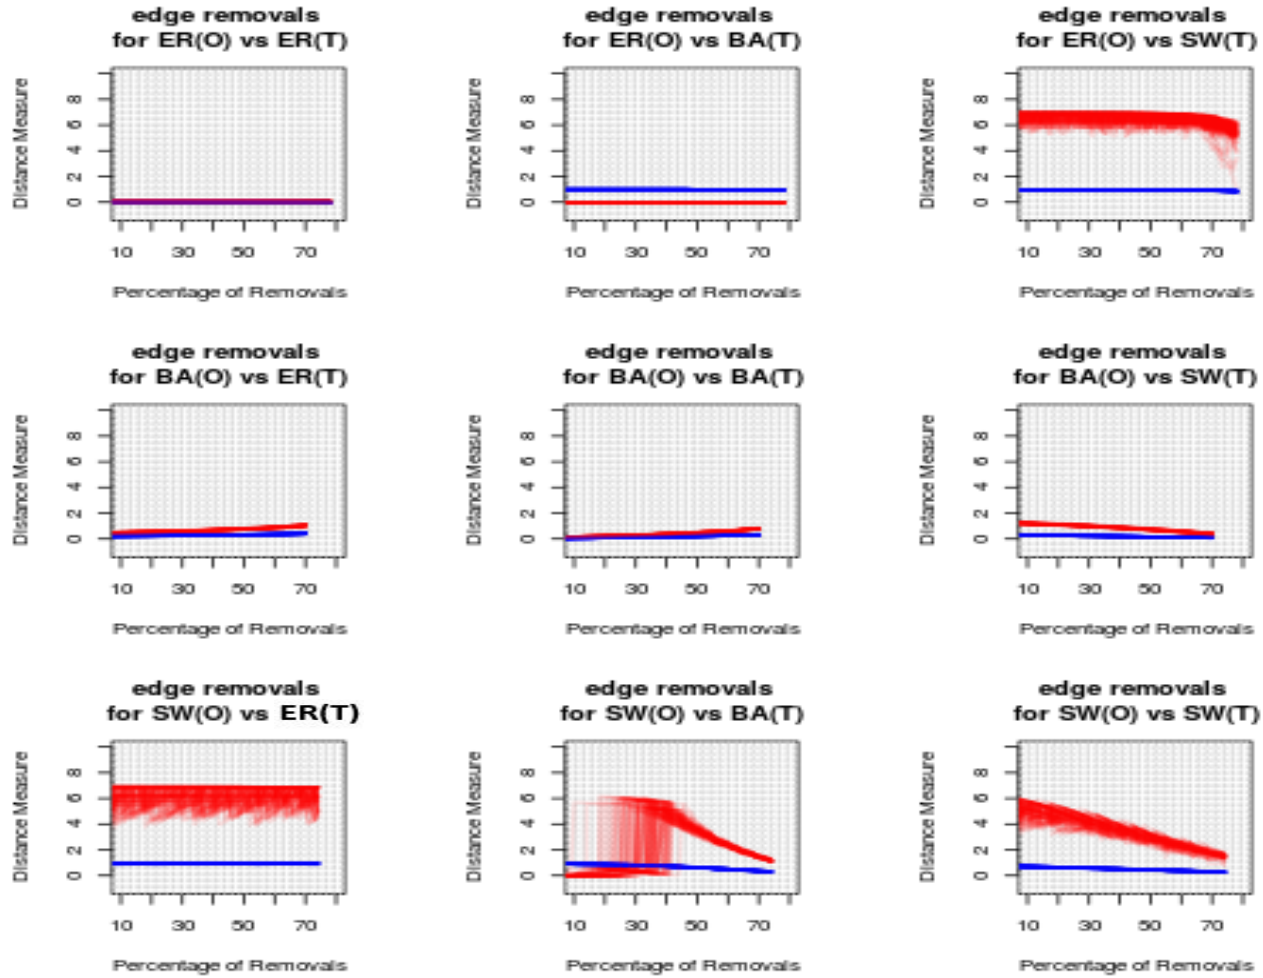 edge removals
for ER(O) vs ER(T)
Distance Measure
8
6
4
2
0
10 30 50 70
Percentage of Removals
edge removals
for ER(O) vs BA(T)
Distance Measure
8
6
4
2
0
10 30 50 70
Percentage of Removals
edge removals
for ER(O) vs SW(T)
Distance Measure
8
6
4
2
0
10 30 50 70
Percentage of Removals
edge removals
for BA(O) vs ER(T)
Distance Measure
8
6
4
2
0
10 30 50 70
Percentage of Removals
edge removals
for BA(O) vs BA(T)
Distance Measure
8
6
4
2
0
10 30 50 70
Percentage of Removals
edge removals
for BA(O) vs SW(T)
Distance Measure
8
6
4
2
0
10 30 50 70
Percentage of Removals
edge removals
for SW(O) vs ER(T)
Distance Measure
8
6
4
2
0
10 30 50 70
Percentage of Removals
edge removals
for SW(O) vs BA(T)
Distance Measure
8
6
4
2
0
10 30 50 70
Percentage of Removals
edge removals
for SW(O) vs SW(T)
Distance Measure
8
6
4
2
0
10 30 50 70
Percentage of Removals